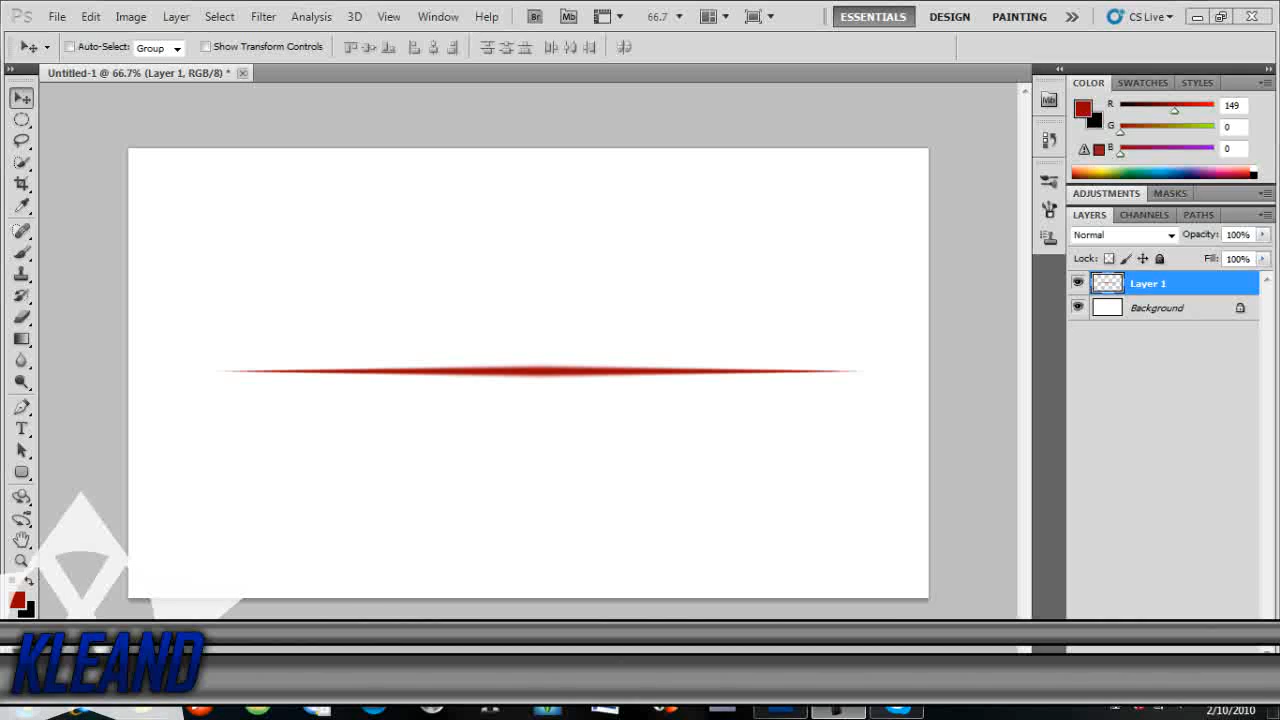 Ps File Edit Image Layer Select Filter Analysis 3D View Window Help Br Mb 66.7 ESSENTIALS DESIGN PAINTING CS Live
Auto-Select: Group Show Transform Controls
Untitled-1 @ 66.7% (Layer 1, RGB/8) *
COLOR SWATCHES STYLES
Mb
R 149
G 0
B 0
ADJUSTMENTS MASKS
LAYERS CHANNELS PATHS
Normal Opacity: 100%
Lock: Fill: 100%
Layer 1
Background
T
KLEAND
2/10/2010